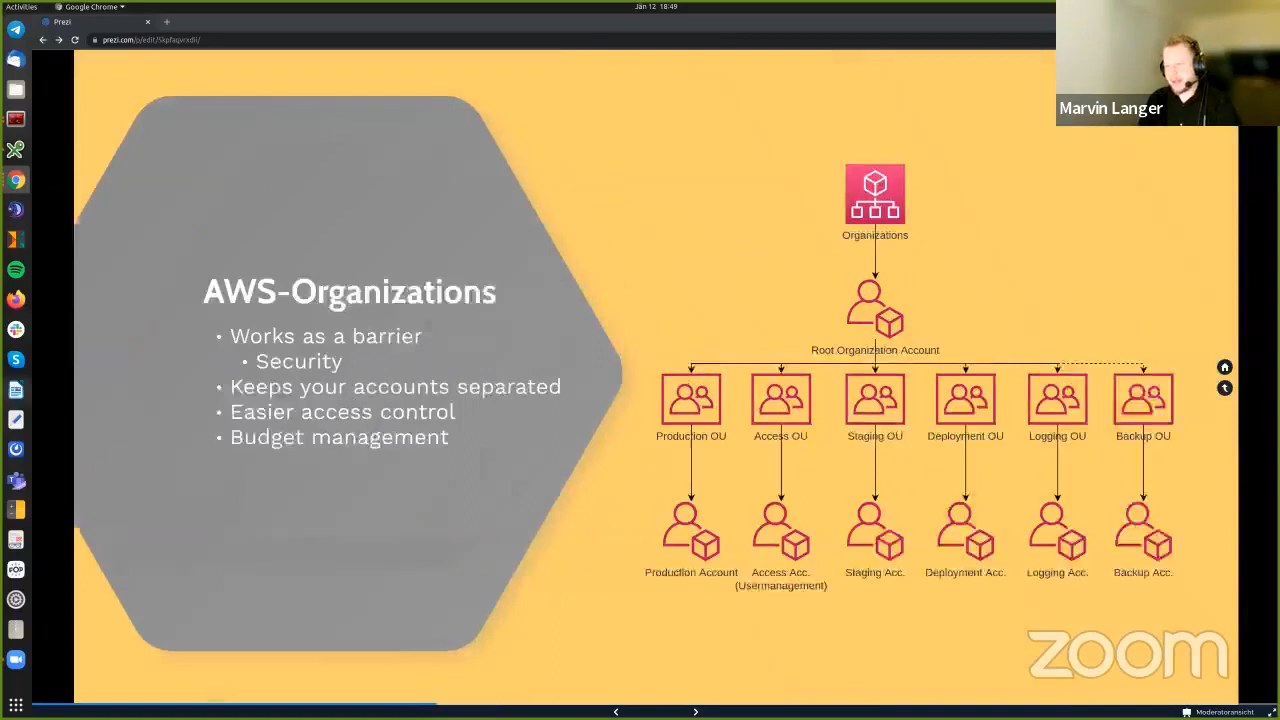 Activities
Google Chrome
Jän 12 18:49
Prezi
prezi.com/p/edit/5kpfaqvrxdii/
Marvin Langer
AWS-Organizations
• Works as a barrier
• Security
• Keeps your accounts separated
• Easier access control
• Budget management
Organizations
Root Organization Account
Production OU
Access OU
Staging OU
Deployment OU
Logging OU
Backup OU
Production Account
Access Acc.
(Usermanagement)
Staging Acc.
Deployment Acc.
Logging Acc.
Backup Acc.
zoom
POP
Moderatoransicht